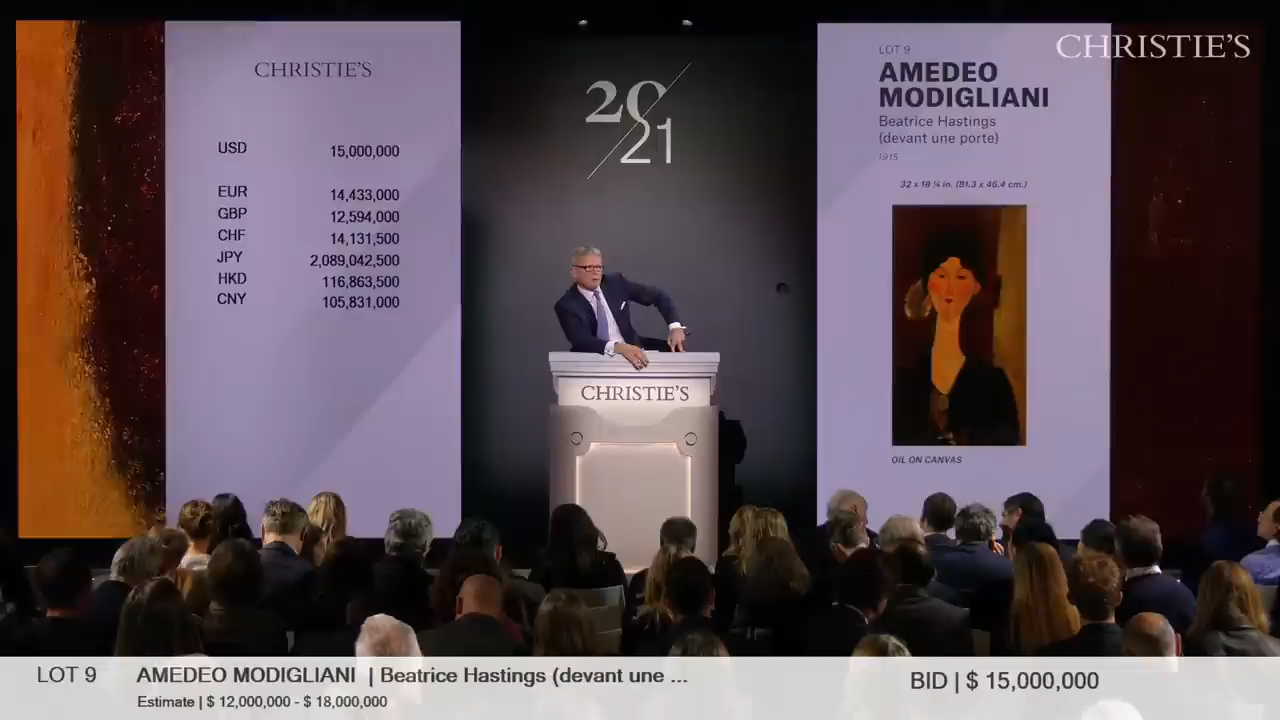 CHRISTIE'S
USD 15,000,000
EUR 14,433,000
GBP 12,594,000
CHF 14,131,500
JPY 2,089,042,500
HKD 116,863,500
CNY 105,831,000
20
21
CHRISTIE'S
CHRISTIE'S
LOT 9
AMEDEO
MODIGLIANI
Beatrice Hastings
(devant une porte)
1915
32 x 18 ¼ in. (81.3 x 46.4 cm.)
OIL ON CANVAS
LOT 9 AMEDEO MODIGLIANI | Beatrice Hastings (devant une ...
Estimate | $ 12,000,000 - $ 18,000,000
BID | $ 15,000,000